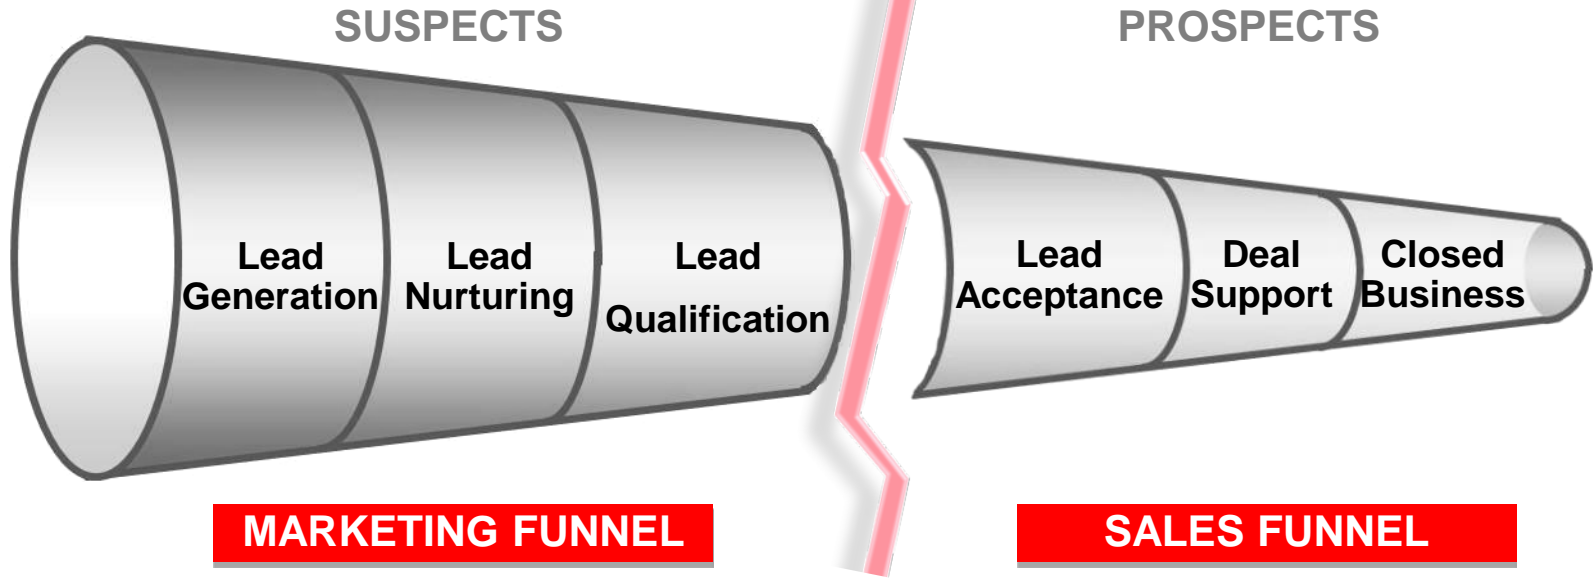 SUSPECTS
PROSPECTS
Lead
Generation
Lead
Nurturing
Lead
Qualification
Lead
Acceptance
Deal
Support
Closed
Business
MARKETING FUNNEL
SALES FUNNEL